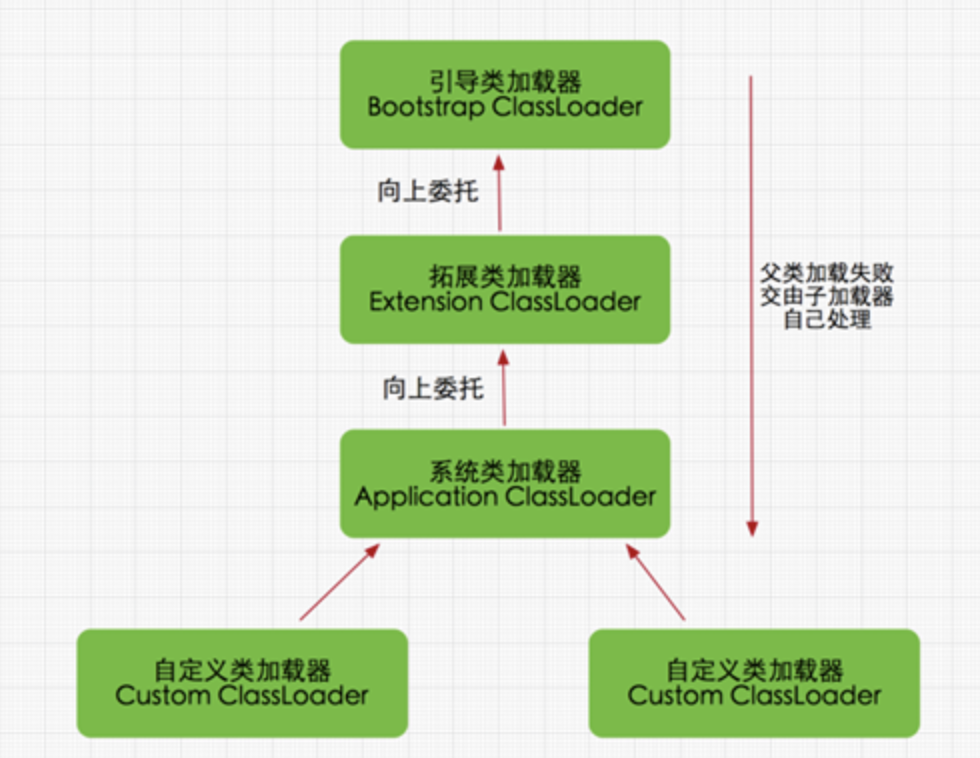 引导类加载器
Bootstrap ClassLoader
向上委托
拓展类加载器
Extension ClassLoader
父类加载失败
交由子加载器
自己处理
向上委托
系统类加载器
Application ClassLoader
自定义类加载器
Custom ClassLoader
自定义类加载器
Custom ClassLoader